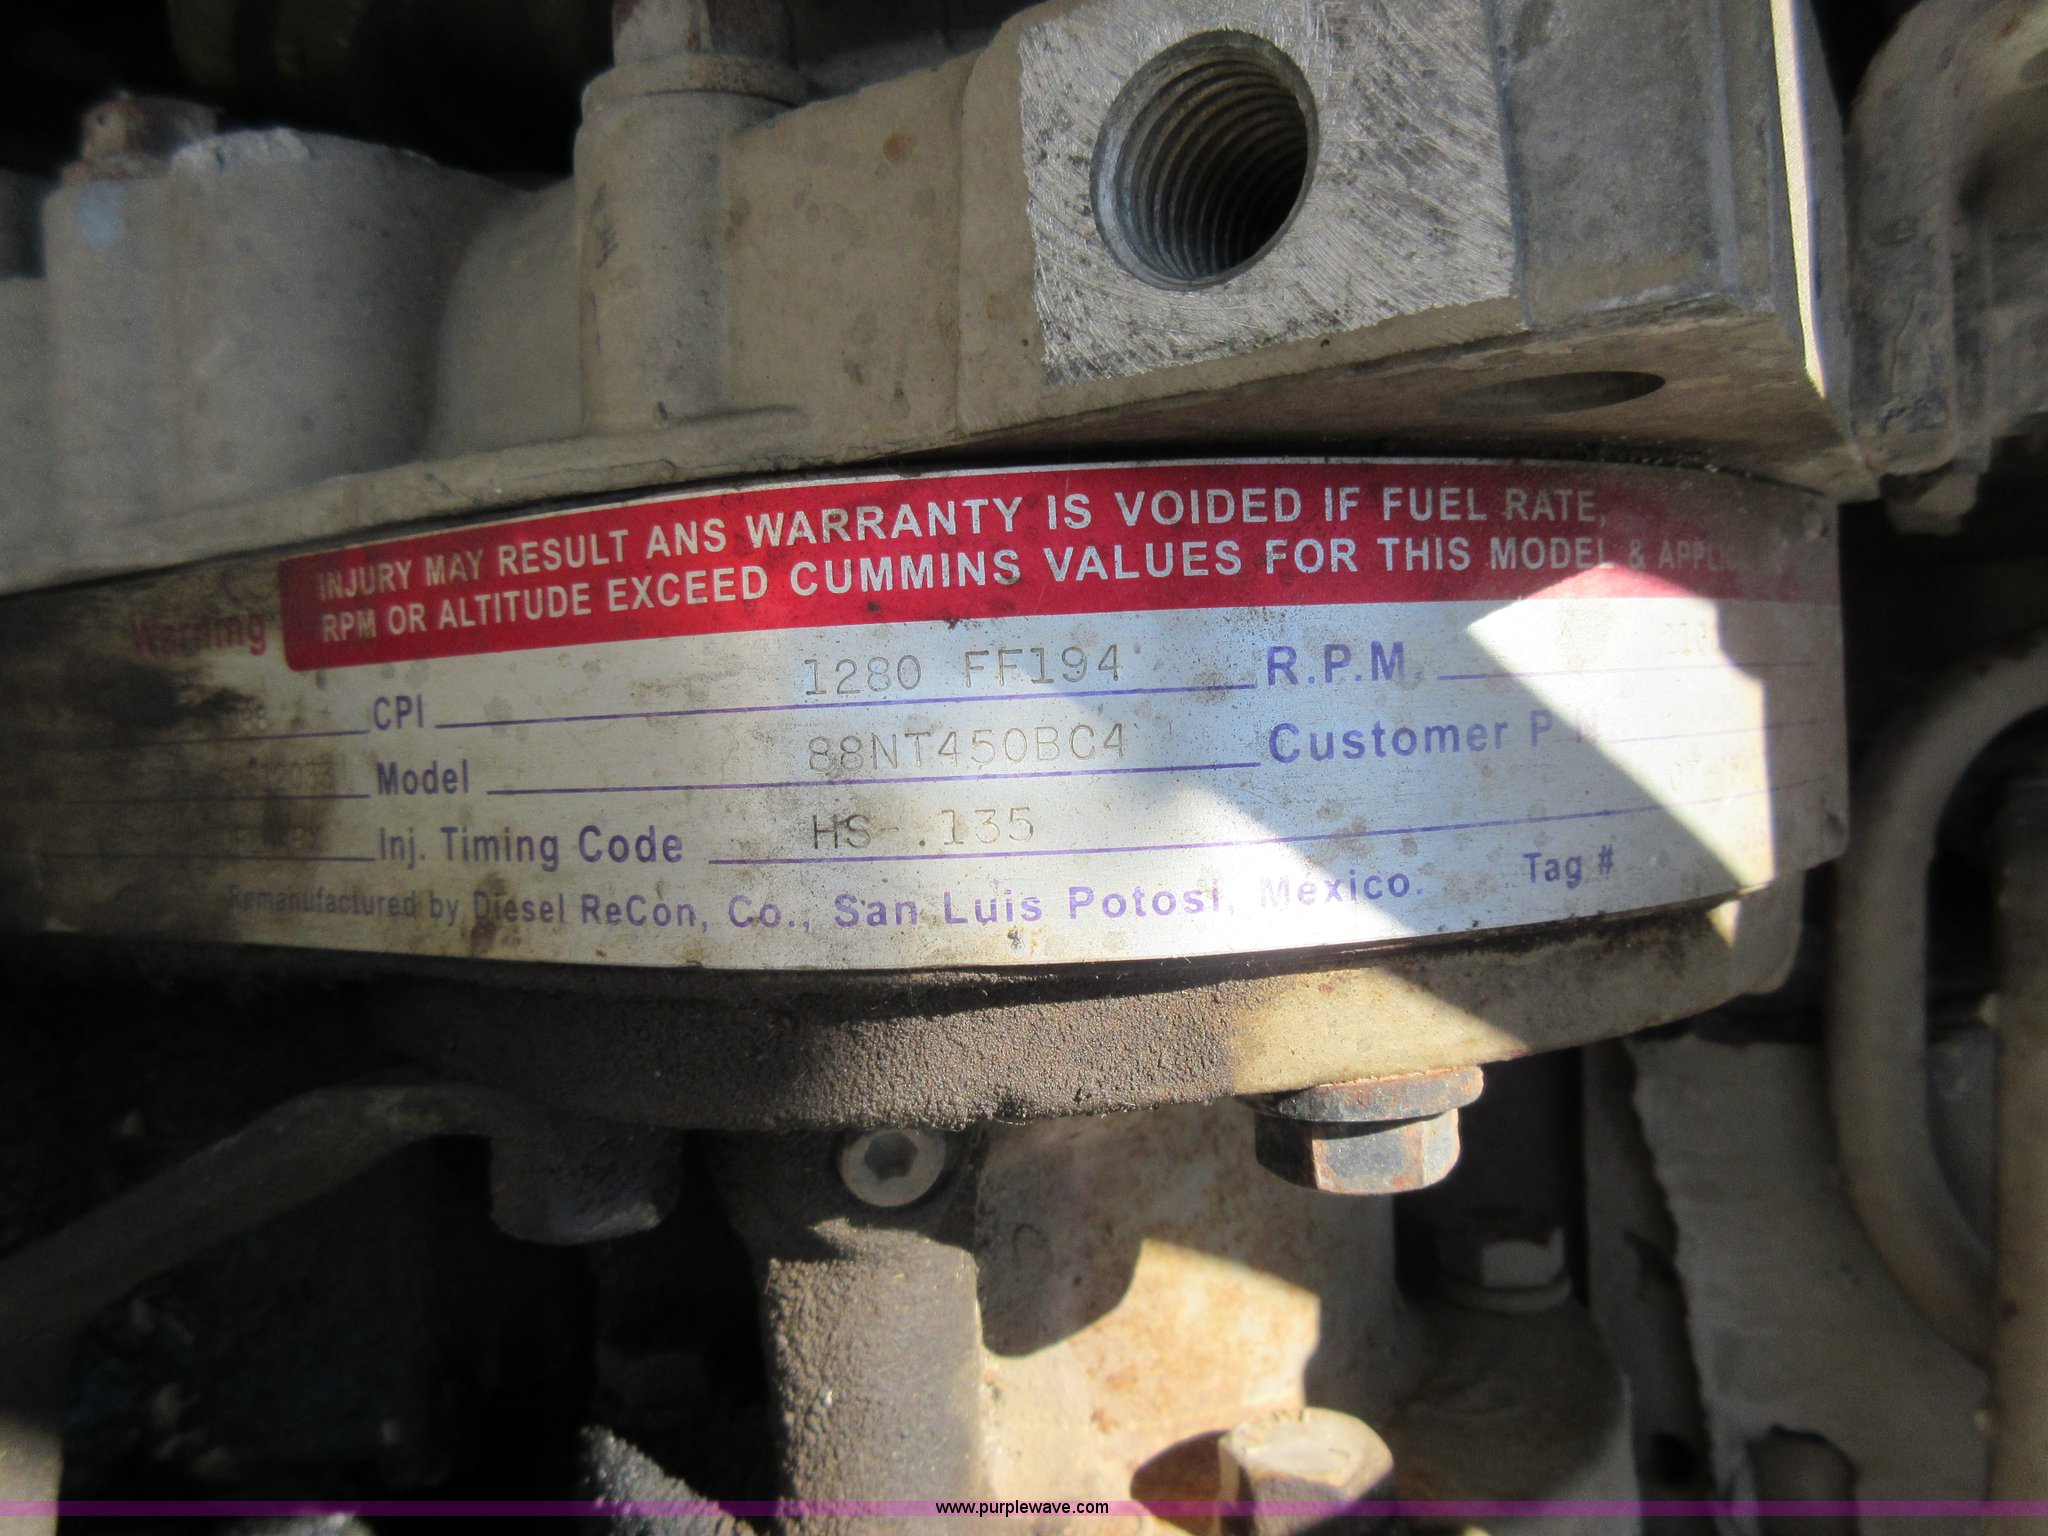 INJURY MAY RESULT ANS WARRANTY IS VOIDED IF FUEL RATE,
RPM OR ALTITUDE EXCEED CUMMINS VALUES FOR THIS MODEL &
Warning
CPI 1280 FF194 R.P.M.
Model 88NT450BC4 Customer P N
Inj. Timing Code HS-.135
Remanufactured by Diesel ReCon, Co., San Luis Potosi, Mexico. Tag #
www.purplewave.com